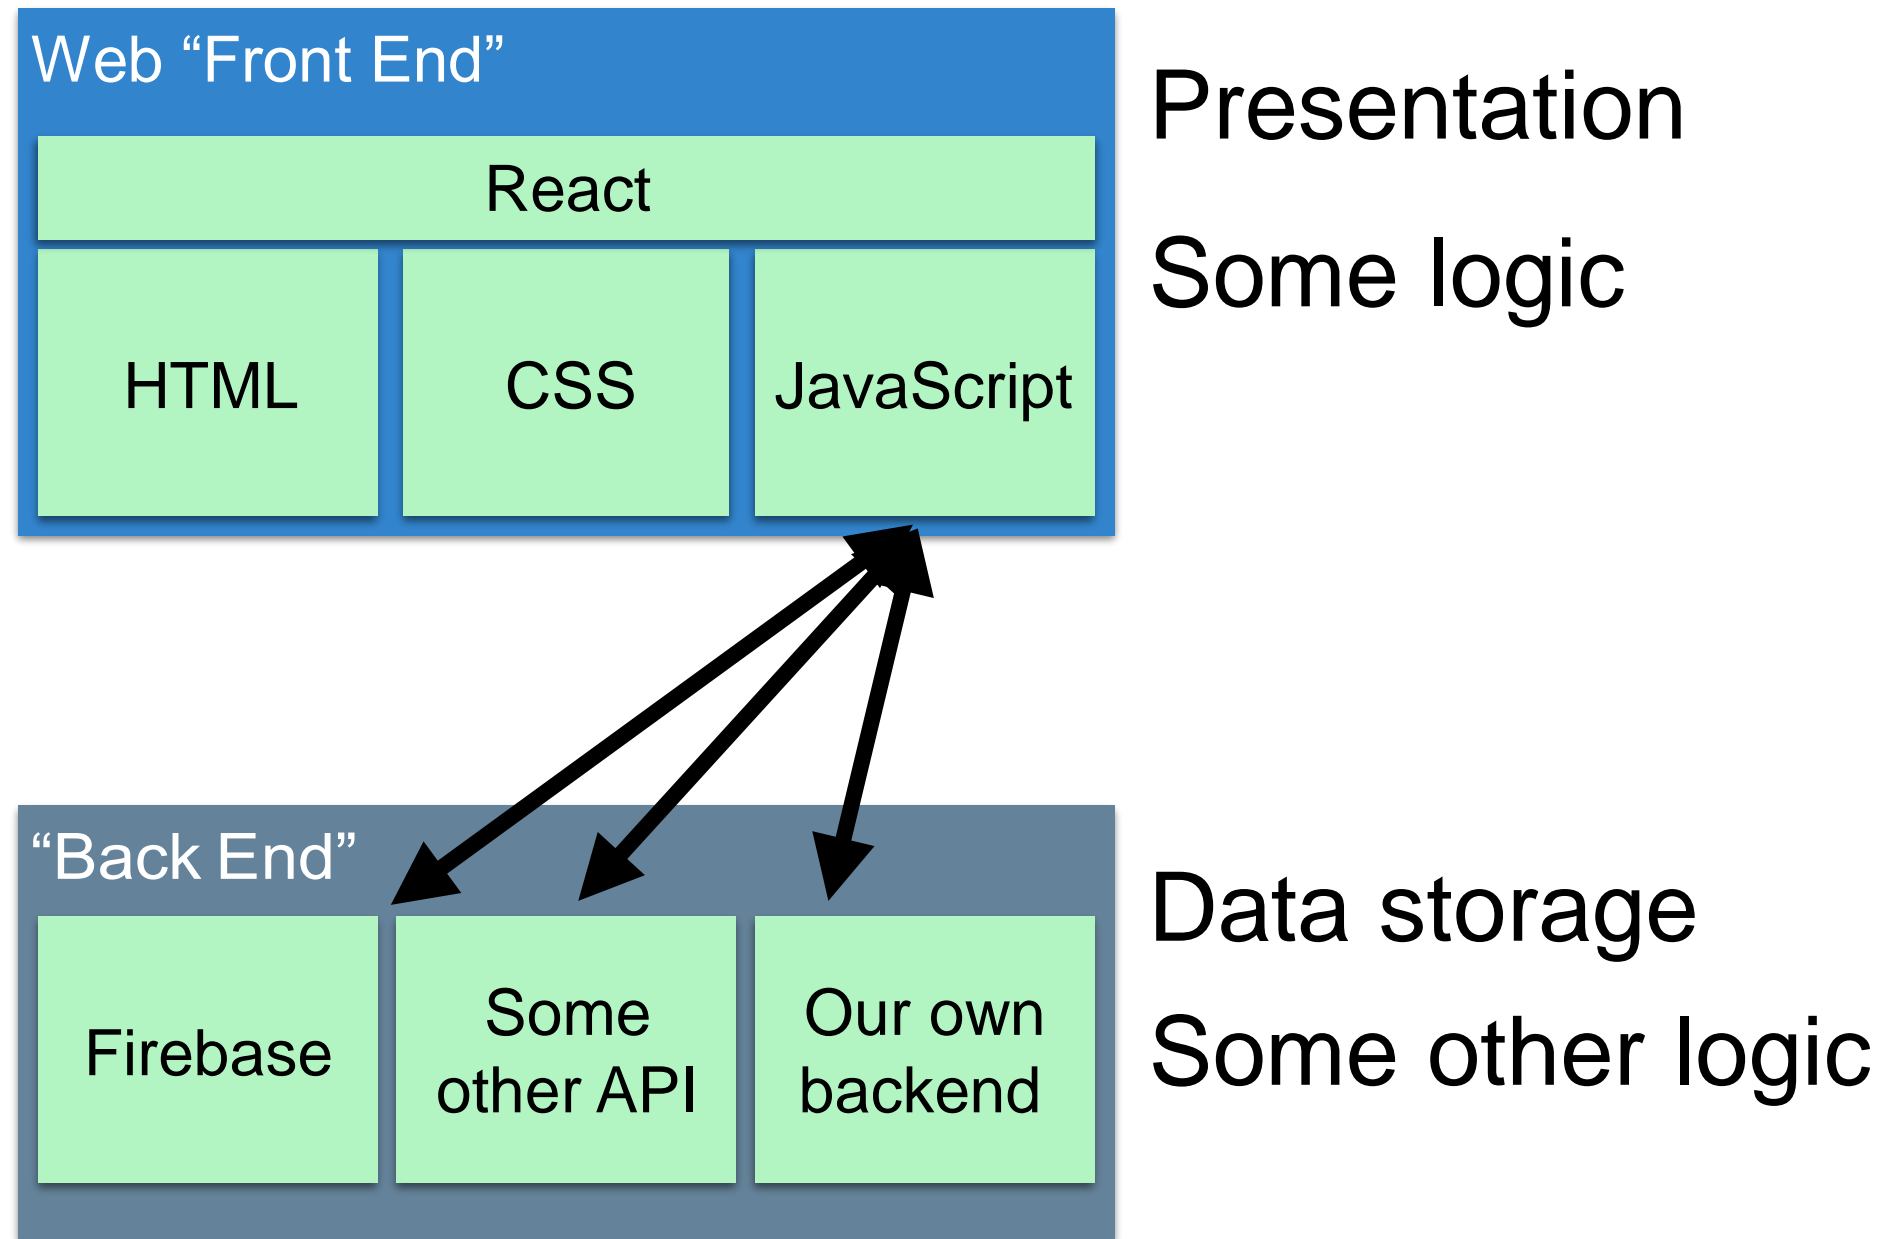 Web “Front End”
Presentation
React
Some logic
HTML
CSS
JavaScript
“Back End”
Data storage
Firebase
Some
other API
Our own
backend
Some other logic